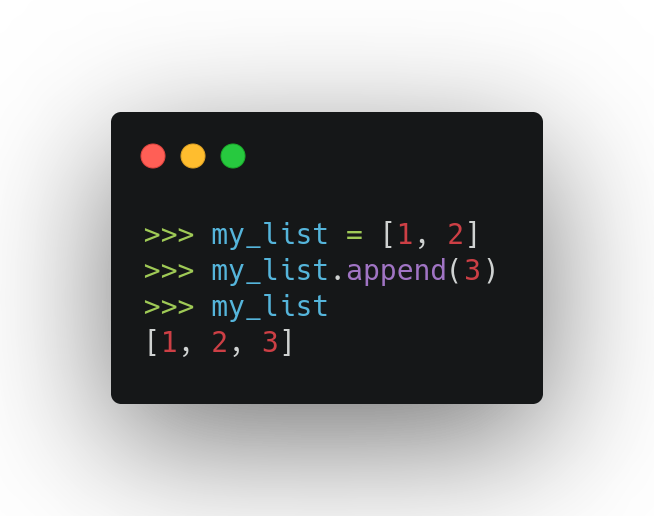 >>> my_list = [1, 2]
>>> my_list.append(3)
>>> my_list
[1, 2, 3]